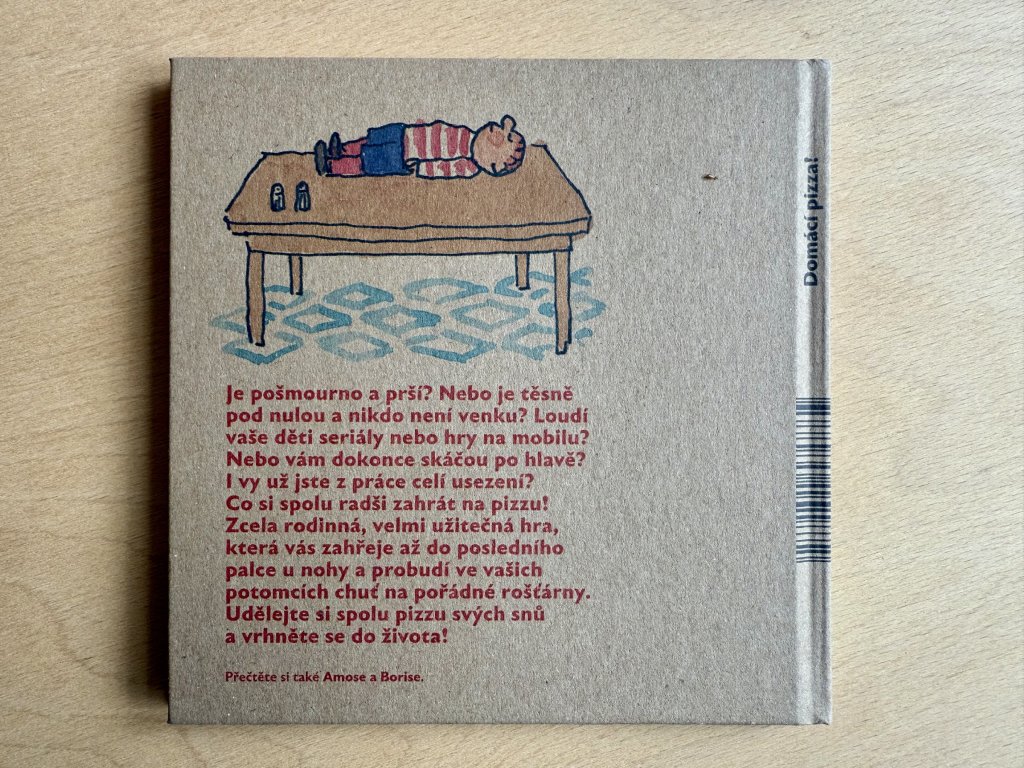 Je pošmourno a prší? Nebo je těsně
pod nulou a nikdo není venku? Loudí
vaše děti seriály nebo hry na mobilu?
Nebo vám dokonce skáčou po hlavě?
I vy už jste z práce celí usezení?
Co si spolu radši zahrát na pizzu!
Zcela rodinná, velmi užitečná hra,
která vás zahřeje až do posledního
palce u nohy a probudí ve vašich
potomcích chuť na pořádné rošťárny.
Udělejte si spolu pizzu svých snů
a vrhněte se do života!
Přečtěte si také Amose a Borise.
Domácí pizza!